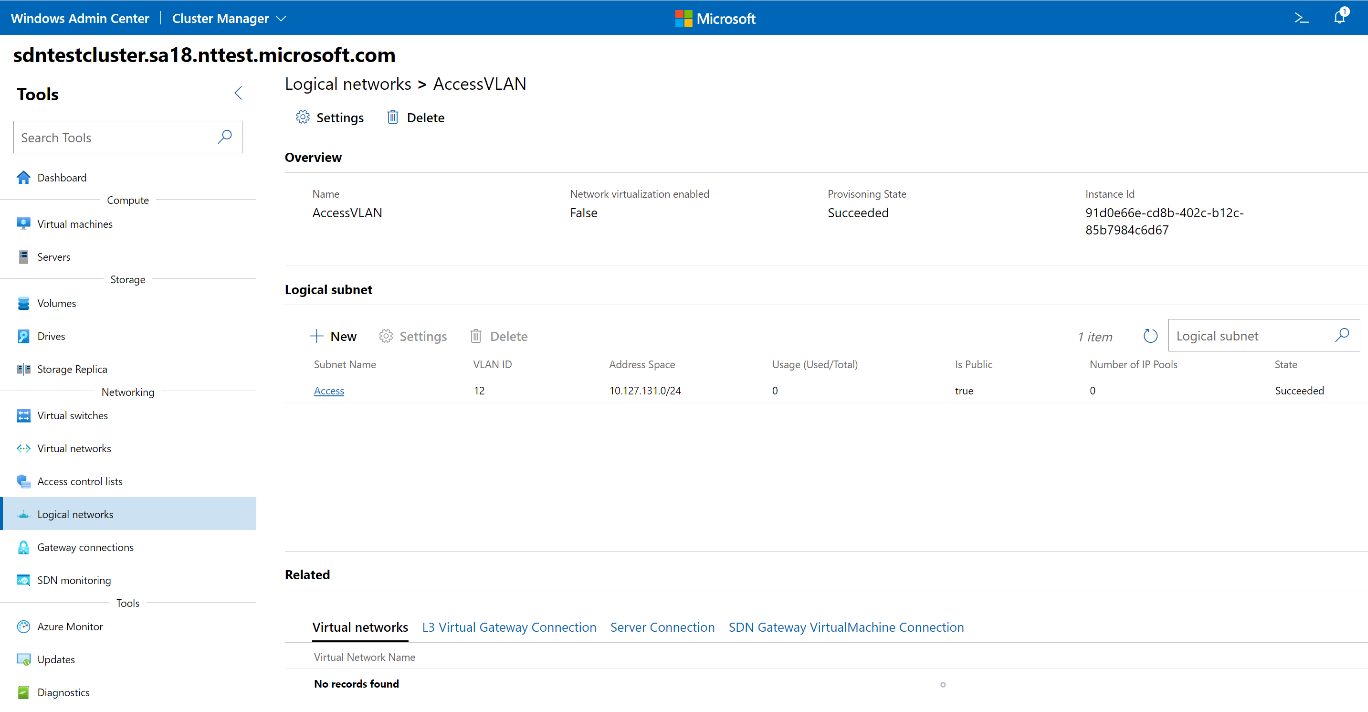 Windows Admin Center | Cluster Manager
Microsoft
1
sdntestcluster.sa18.nttest.microsoft.com
Tools
Search Tools
Dashboard
Compute
Virtual machines
Servers
Storage
Volumes
Drives
Storage Replica
Networking
Virtual switches
Virtual networks
Access control lists
Logical networks
Gateway connections
SDN monitoring
Tools
Azure Monitor
Updates
Diagnostics
Logical networks > AccessVLAN
Settings Delete
Overview
Name Network virtualization enabled Provisioning State Instance Id
AccessVLAN False Succeeded 91d0e66e-cd8b-402c-b12c-
85b7984c6d67
Logical subnet
New Settings Delete 1 item Logical subnet
Subnet Name VLAN ID Address Space Usage (Used/Total) Is Public Number of IP Pools State
Access 12 10.127.131.0/24 0 true 0 Succeeded
Related
Virtual networks L3 Virtual Gateway Connection Server Connection SDN Gateway VirtualMachine Connection
Virtual Network Name
No records found